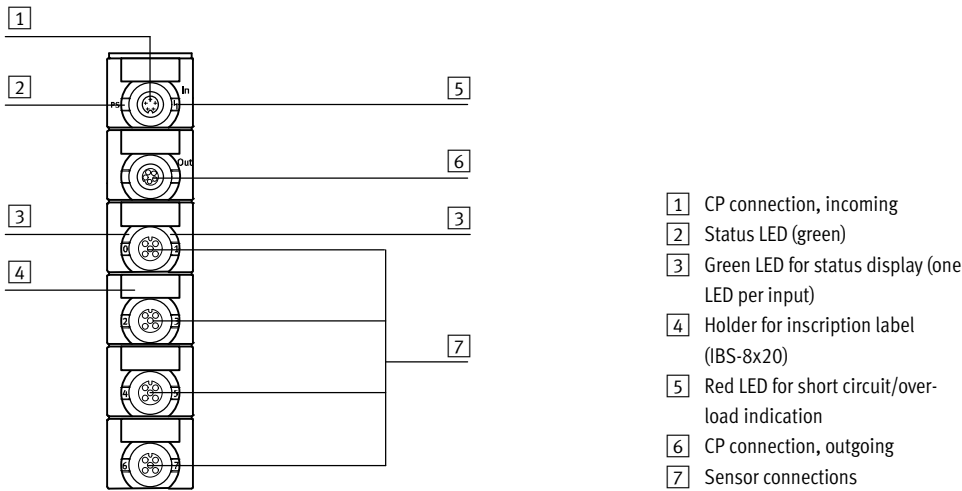 1
2
PS
In
5
Out
6
3
3
0
1
4
2
3
7
4
5
6
7
1 CP connection, incoming
2 Status LED (green)
3 Green LED for status display (one
LED per input)
4 Holder for inscription label
(IBS-8x20)
5 Red LED for short circuit/over-
load indication
6 CP connection, outgoing
7 Sensor connections